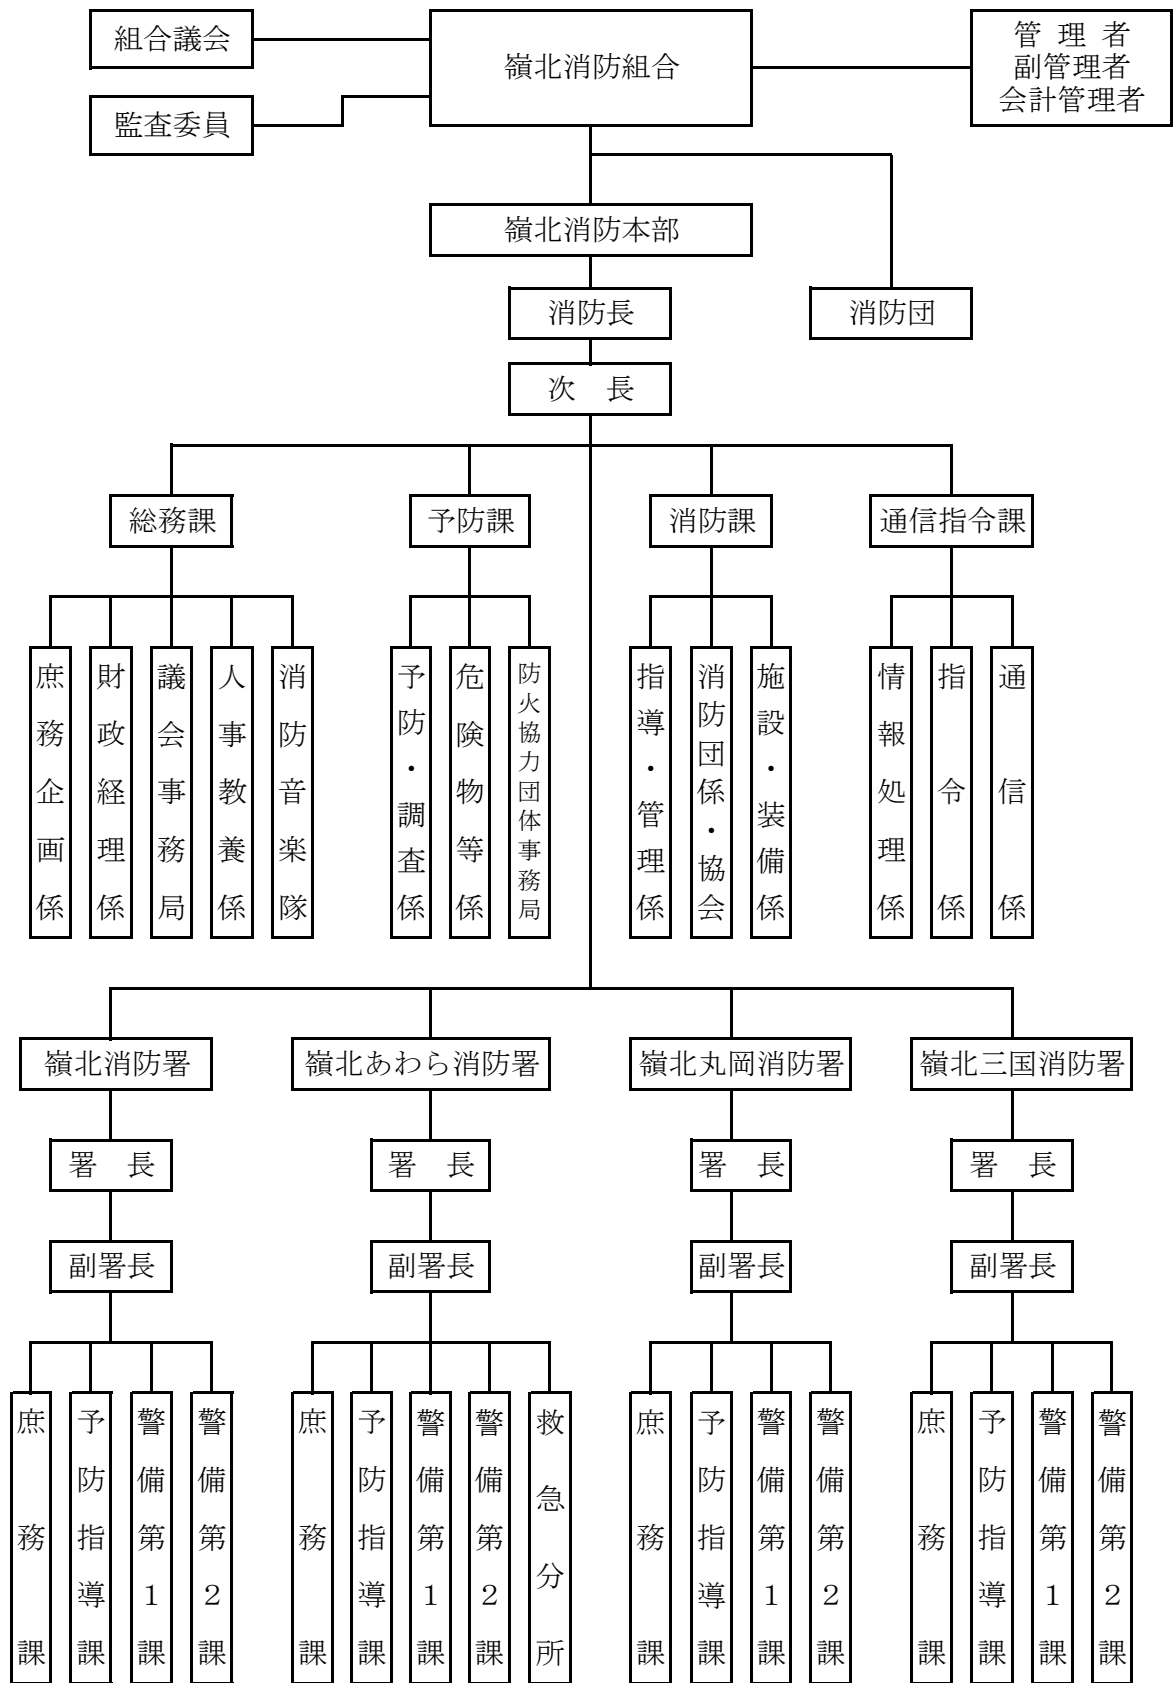 組合議会
嶺北消防組合
管理者
副管理者
会計管理者
監査委員
嶺北消防本部
消防長
消防団
次長
総務課
予防課
消防課
通信指令課
庶務企画係
財政経理係
議会事務局
人事教養係
消防音楽隊
予防・調査係
危険物等係
防火協力団体事務局
指導・管理係
消防団係・協会
施設・装備係
情報処理係
指令係
通信係
嶺北消防署
嶺北あわら消防署
嶺北丸岡消防署
嶺北三国消防署
署長
署長
署長
署長
副署長
副署長
副署長
副署長
庶務課
予防指導課
警備第1課
警備第2課
庶務課
予防指導課
警備第1課
警備第2課
救急分所
庶務課
予防指導課
警備第1課
警備第2課
庶務課
予防指導課
警備第1課
警備第2課